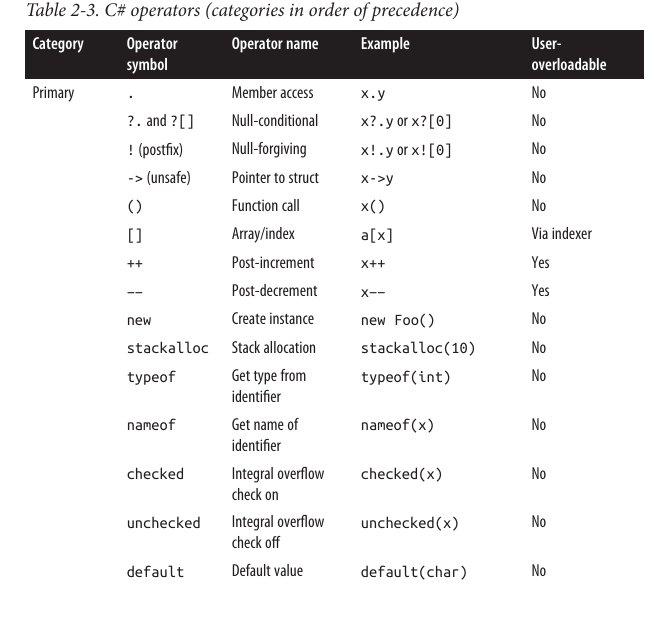 Table 2-3. C# operators (categories in order of precedence)
Category Operator symbol Operator name Example User-overloadable
Primary . Member access x.y No
?. and ?[] Null-conditional x?.y or x?[0] No
! (postfix) Null-forgiving x!.y or x![0] No
-> (unsafe) Pointer to struct x->y No
() Function call x() No
[] Array/index a[x] Via indexer
++ Post-increment x++ Yes
−− Post-decrement x−− Yes
new Create instance new Foo() No
stackalloc Stack allocation stackalloc(10) No
typeof Get type from identifier typeof(int) No
nameof Get name of identifier nameof(x) No
checked Integral overflow check on checked(x) No
unchecked Integral overflow check off unchecked(x) No
default Default value default(char) No